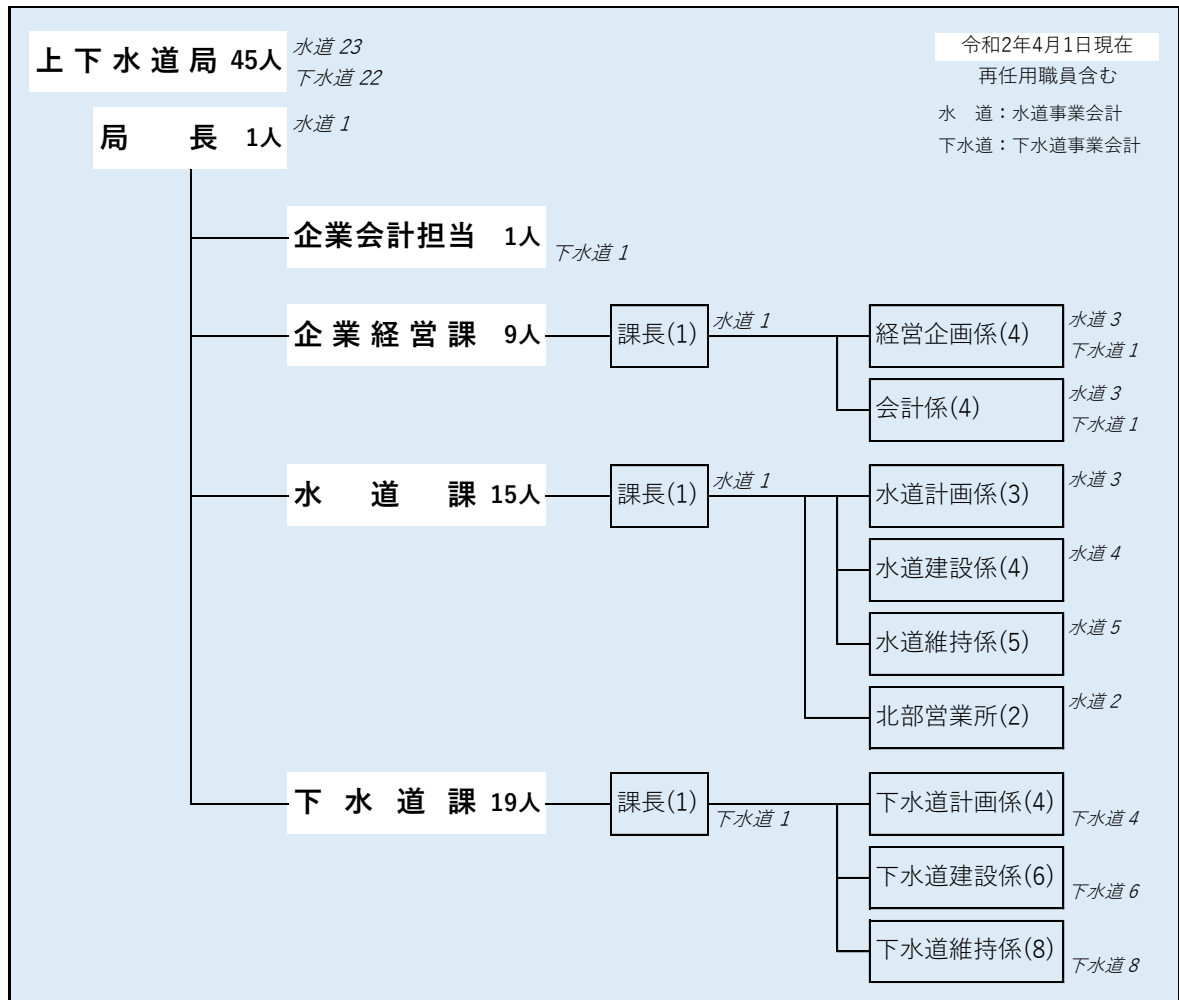 上下水道局 45人 水道 23
下水道 22
令和2年4月1日現在
再任用職員含む
水　道：水道事業会計
下水道：下水道事業会計
局　長 1人 水道 1
企業会計担当 1人 下水道 1
企業経営課 9人 課長(1) 水道 1 経営企画係(4) 水道 3
下水道 1
会計係(4) 水道 3
下水道 1
水道課 15人 課長(1) 水道 1 水道計画係(3) 水道 3
水道建設係(4) 水道 4
水道維持係(5) 水道 5
北部営業所(2) 水道 2
下水道課 19人 課長(1) 下水道 1 下水道計画係(4) 下水道 4
下水道建設係(6) 下水道 6
下水道維持係(8) 下水道 8